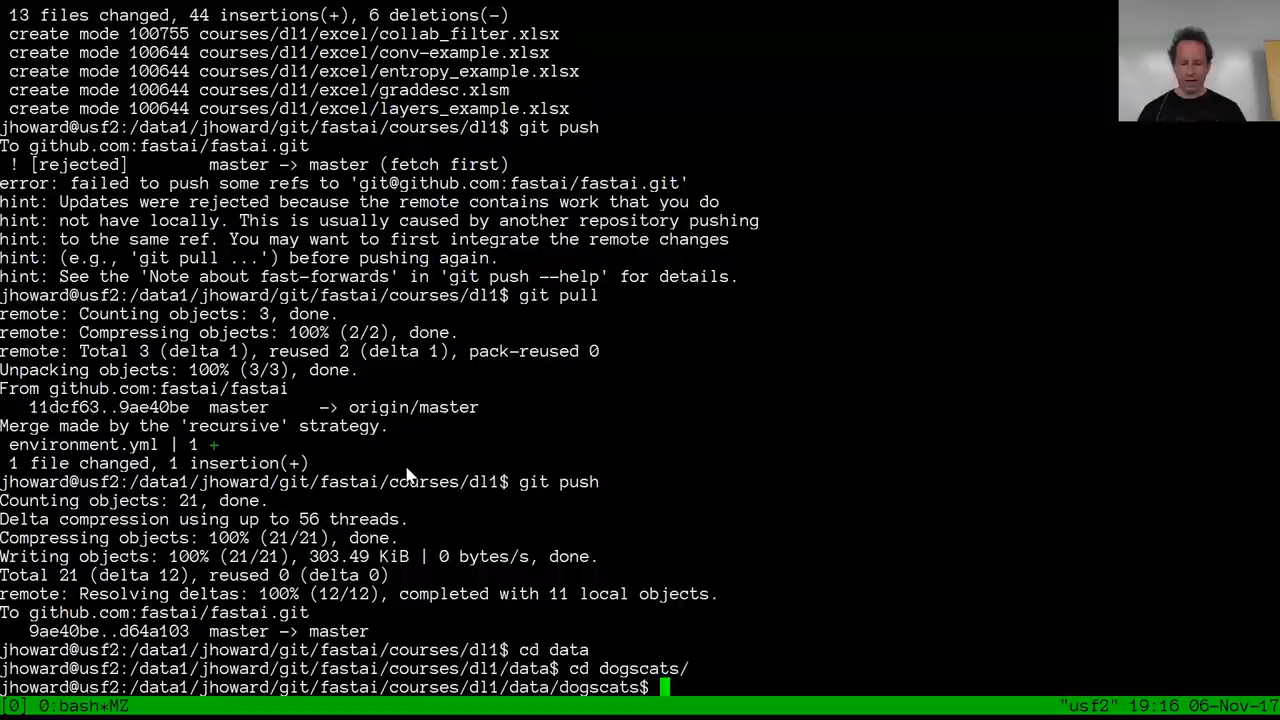 13 files changed, 44 insertions(+), 6 deletions(-)
create mode 100755 courses/dl1/excel/collab_filter.xlsx
create mode 100644 courses/dl1/excel/conv-example.xlsx
create mode 100644 courses/dl1/excel/entropy_example.xlsx
create mode 100644 courses/dl1/excel/graddesc.xlsm
create mode 100644 courses/dl1/excel/layers_example.xlsx
jhoward@usf2:/data1/jhoward/git/fastai/courses/dl1$ git push
To github.com:fastai/fastai.git
! [rejected]        master -> master (fetch first)
error: failed to push some refs to 'git@github.com:fastai/fastai.git'
hint: Updates were rejected because the remote contains work that you do
hint: not have locally. This is usually caused by another repository pushing
hint: to the same ref. You may want to first integrate the remote changes
hint: (e.g., 'git pull ...') before pushing again.
hint: See the 'Note about fast-forwards' in 'git push --help' for details.
jhoward@usf2:/data1/jhoward/git/fastai/courses/dl1$ git pull
remote: Counting objects: 3, done.
remote: Compressing objects: 100% (2/2), done.
remote: Total 3 (delta 1), reused 2 (delta 1), pack-reused 0
Unpacking objects: 100% (3/3), done.
From github.com:fastai/fastai
   11dcf63..9ae40be  master     -> origin/master
Merge made by the 'recursive' strategy.
environment.yml | 1 +
1 file changed, 1 insertion(+)
jhoward@usf2:/data1/jhoward/git/fastai/courses/dl1$ git push
Counting objects: 21, done.
Delta compression using up to 56 threads.
Compressing objects: 100% (21/21), done.
Writing objects: 100% (21/21), 303.49 KiB | 0 bytes/s, done.
Total 21 (delta 12), reused 0 (delta 0)
remote: Resolving deltas: 100% (12/12), completed with 11 local objects.
To github.com:fastai/fastai.git
   9ae40be..d64a103  master -> master
jhoward@usf2:/data1/jhoward/git/fastai/courses/dl1$ cd data
jhoward@usf2:/data1/jhoward/git/fastai/courses/dl1/data$ cd dogscats/
jhoward@usf2:/data1/jhoward/git/fastai/courses/dl1/data/dogscats$
[0] 0:bash*MZ "usf2" 19:16 06-Nov-17